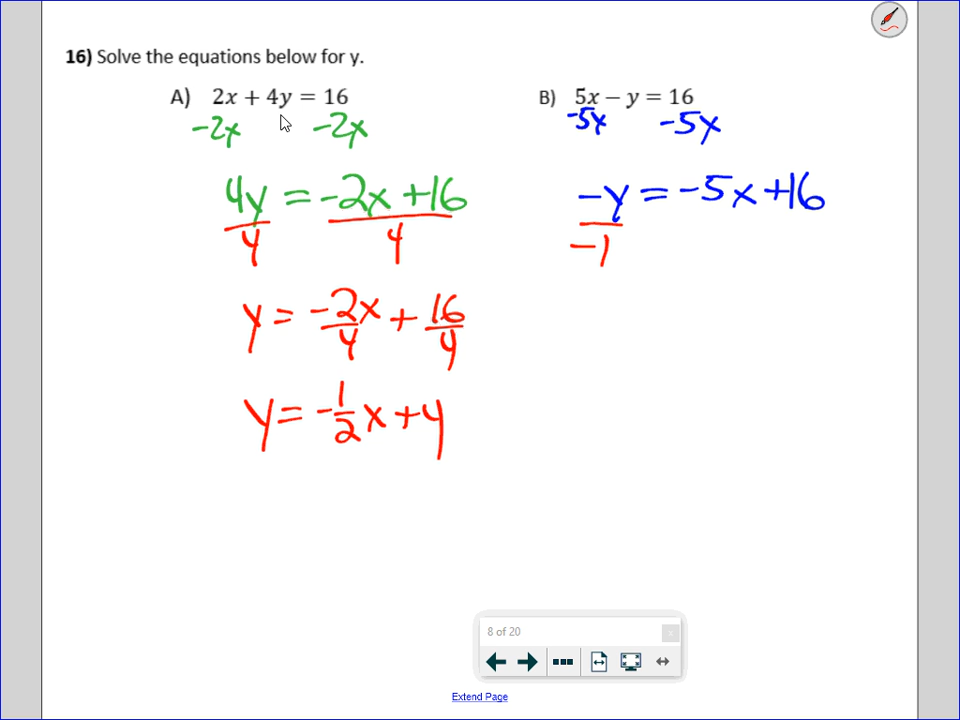 16) Solve the equations below for y.
A) 2x + 4y = 16
-2x -2x
4y = -2x + 16
4 4
y = -2x/4 + 16/4
y = -1/2 x + 4
B) 5x − y = 16
-5x -5x
-y = -5x + 16
-1
8 of 20
x
Extend Page